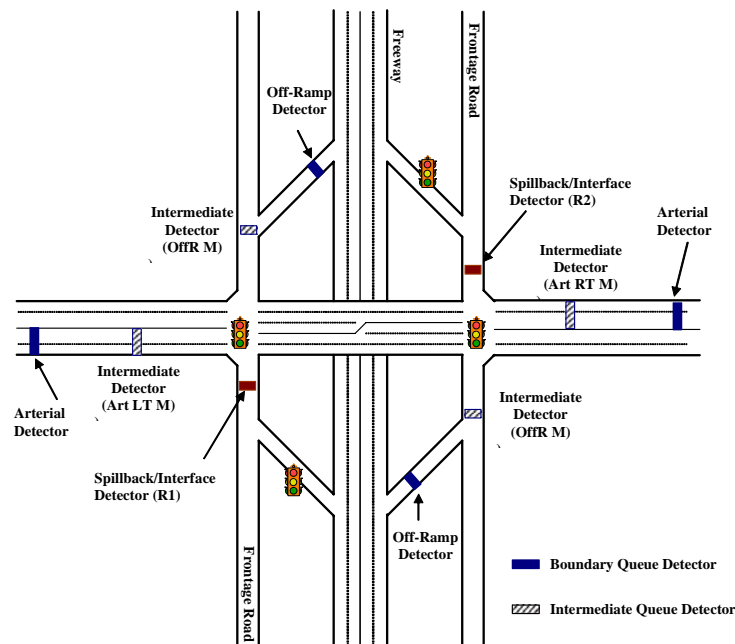 Freeway
Frontage Road
Off-Ramp
Detector
Spillback/Interface
Detector (R2)
Arterial
Detector
Intermediate
Detector
(OffR M)
Intermediate
Detector
(Art RT M)
Intermediate
Detector
(Art LT M)
Arterial
Detector
Intermediate
Detector
(OffR M)
Spillback/Interface
Detector (R1)
Off-Ramp
Detector
Frontage Road
Boundary Queue Detector
Intermediate Queue Detector